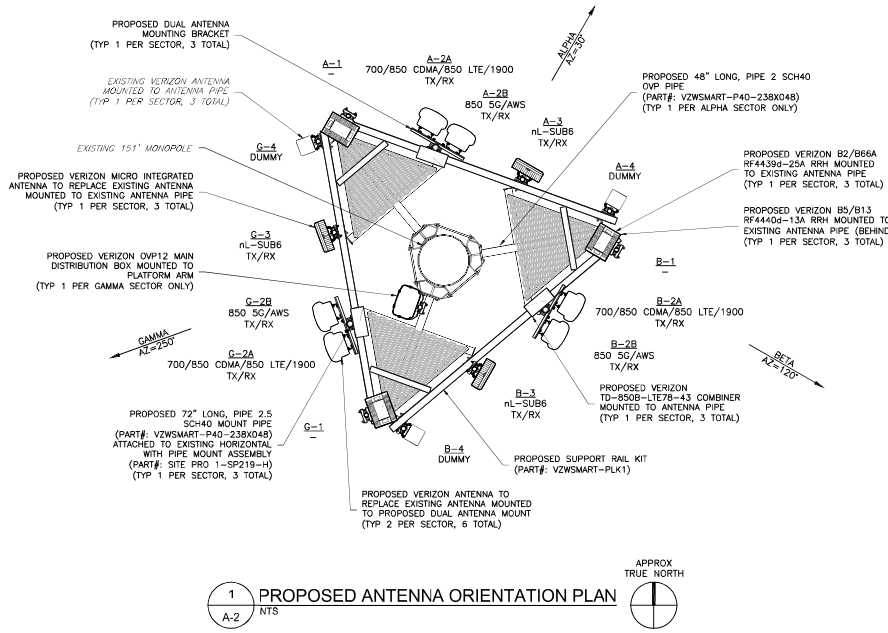 PROPOSED DUAL ANTENNA
MOUNTING BRACKET
(TYP 1 PER SECTOR, 3 TOTAL)
EXISTING VERIZON ANTENNA
MOUNTED TO ANTENNA PIPE
(TYP 1 PER SECTOR, 3 TOTAL)
EXISTING 151' MONOPOLE
PROPOSED VERIZON MICRO INTEGRATED
ANTENNA TO REPLACE EXISTING ANTENNA
MOUNTED TO EXISTING ANTENNA PIPE
(TYP 1 PER SECTOR, 3 TOTAL)
PROPOSED VERIZON OVP12 MAIN
DISTRIBUTION BOX MOUNTED TO
PLATFORM ARM
(TYP 1 PER GAMMA SECTOR ONLY)
GAMMA
AZ=250°
PROPOSED 72" LONG, PIPE 2.5
SCH40 MOUNT PIPE
(PART#: VZWSMART-P40-238X048)
ATTACHED TO EXISTING HORIZONTAL
WITH PIPE MOUNT ASSEMBLY
(PART#: SITE PRO 1-SP219-H)
(TYP 1 PER SECTOR, 3 TOTAL)
A-1
-
A-2A
700/850 CDMA/850 LTE/1900
TX/RX
A-2B
850 5G/AWS
TX/RX
A-3
nL-SUB6
TX/RX
A-4
DUMMY
ALPHA
AZ=30°
G-4
DUMMY
G-3
nL-SUB6
TX/RX
G-2B
850 5G/AWS
TX/RX
G-2A
700/850 CDMA/850 LTE/1900
TX/RX
G-1
-
PROPOSED 48" LONG, PIPE 2 SCH40
OVP PIPE
(PART#: VZWSMART-P40-238X048)
(TYP 1 PER ALPHA SECTOR ONLY)
PROPOSED VERIZON B2/B66A
RF4439d-25A RRH MOUNTED
TO EXISTING ANTENNA PIPE
(TYP 1 PER SECTOR, 3 TOTAL)
PROPOSED VERIZON B5/B13
RF4440d-13A RRH MOUNTED TO
EXISTING ANTENNA PIPE (BEHIND
(TYP 1 PER SECTOR, 3 TOTAL)
B-1
-
B-2A
700/850 CDMA/850 LTE/1900
TX/RX
B-2B
850 5G/AWS
TX/RX
BETA
AZ=120°
B-3
nL-SUB6
TX/RX
B-4
DUMMY
PROPOSED VERIZON
TD-850B-LTE78-43 COMBINER
MOUNTED TO ANTENNA PIPE
(TYP 1 PER SECTOR, 3 TOTAL)
PROPOSED SUPPORT RAIL KIT
(PART#: VZWSMART-PLK1)
PROPOSED VERIZON ANTENNA TO
REPLACE EXISTING ANTENNA MOUNTED
TO PROPOSED DUAL ANTENNA MOUNT
(TYP 2 PER SECTOR, 6 TOTAL)
1
A-2
PROPOSED ANTENNA ORIENTATION PLAN
NTS
APPROX
TRUE NORTH